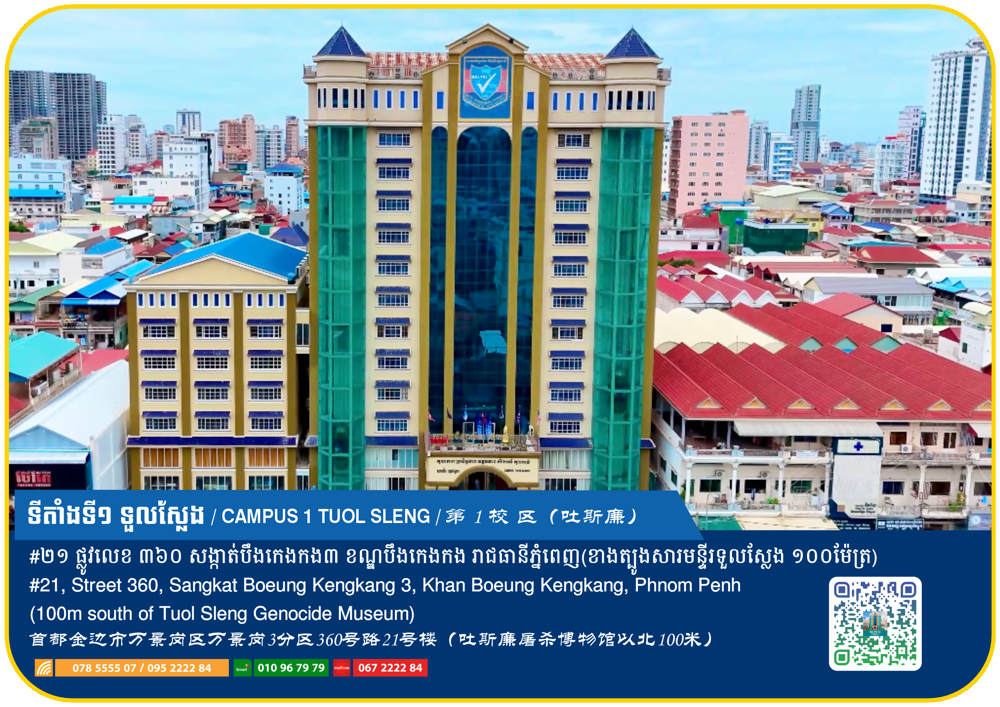 BELTEI
ទីតាំងទី១ ទួលស្លែង / CAMPUS 1 TUOL SLENG / 第 1 校 区（吐斯廉）
#២១ ផ្លូវលេខ ៣៦០ សង្កាត់បឹងកេងកង៣ ខណ្ឌបឹងកេងកង រាជធានីភ្នំពេញ(ខាងត្បូងសារមន្ទីរទួលស្លែង ១០០ម៉ែត្រ)
#21, Street 360, Sangkat Boeung Kengkang 3, Khan Boeung Kengkang, Phnom Penh
(100m south of Tuol Sleng Genocide Museum)
首都金边市万景岗区万景岗3分区360号路21号楼（吐斯廉屠杀博物馆以北100米）
078 5555 07 / 095 2222 84 Smart 010 96 79 79 metfone 067 2222 84